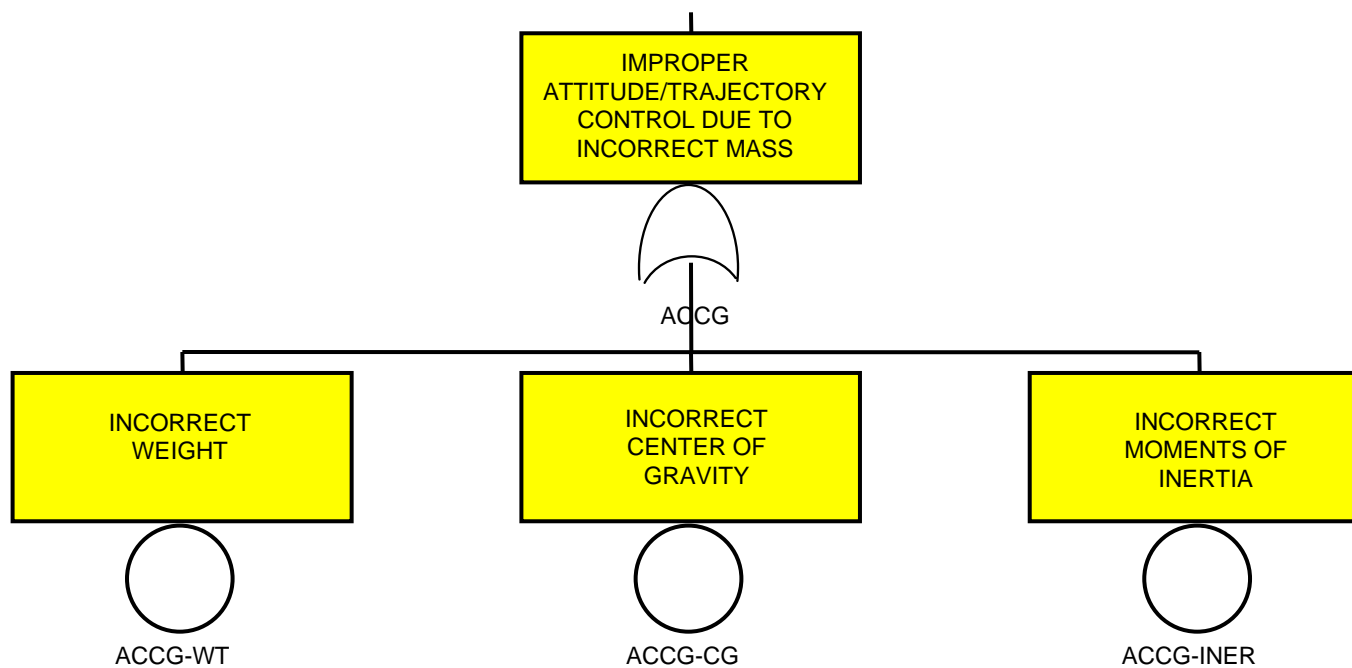 IMPROPER
ATTITUDE/TRAJECTORY
CONTROL DUE TO
INCORRECT MASS
ACCG
INCORRECT
WEIGHT
INCORRECT
CENTER OF
GRAVITY
INCORRECT
MOMENTS OF
INERTIA
ACCG-WT
ACCG-CG
ACCG-INER